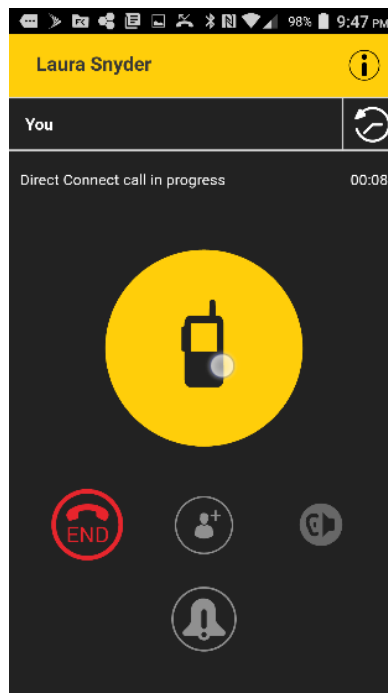 98% 9:47 PM
Laura Snyder
You
Direct Connect call in progress 00:08
END